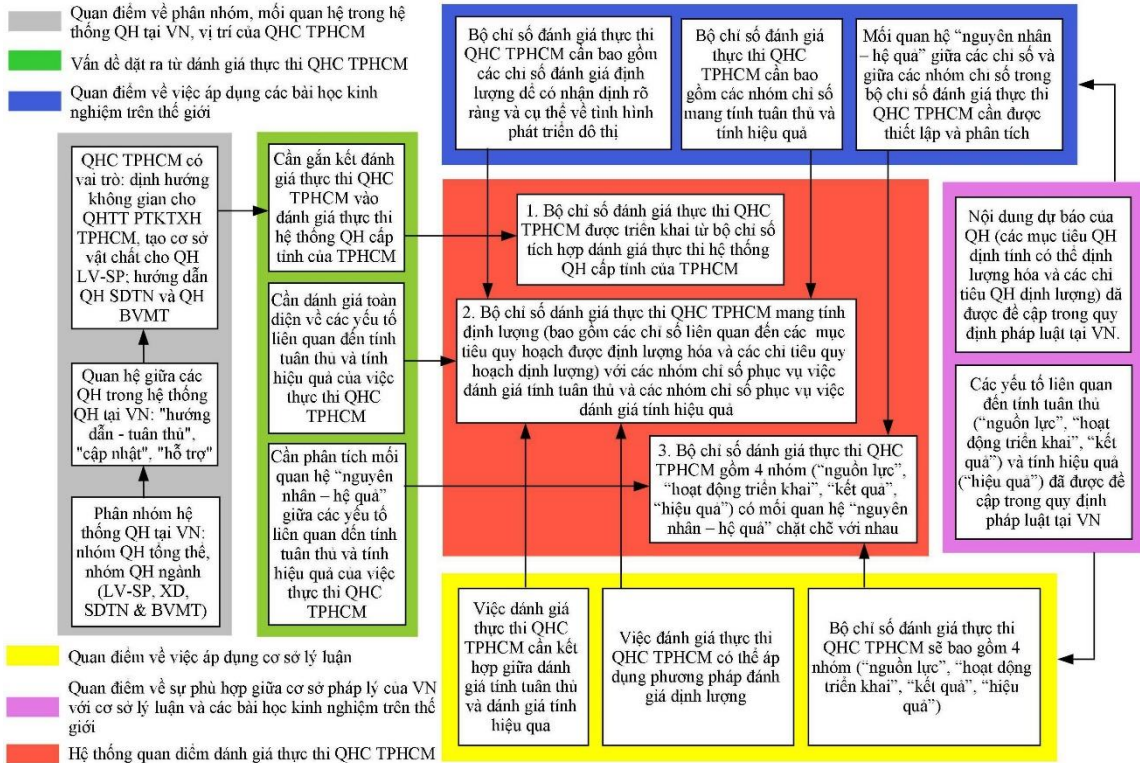 Quan điểm về phân nhóm, mối quan hệ trong hệ
thống QH tại VN, vị trí của QHC TPHCM
Vấn dề dặt ra từ dánh giá thực thi QHC TPHCM
Quan điểm về việc áp dụng các bài học kinh
nghiệm trên thế giới
Bộ chỉ số đánh giá thực thi
QHC TPHCM cần bao gồm
các chỉ số đánh giá định
lượng dể có nhận định rõ
ràng và cụ thể về tình hình
phát triển dô thị
Bộ chỉ số đánh giá thực
thi QHC TPHCM
TPHCM cần bao
gồm các nhóm chỉ số
mang tính tuân thủ và
tính hiệu quả
Mối quan hệ “nguyên nhân
– hệ quả” giữa các chỉ số và
giữa các nhóm chỉ số trong
bộ chỉ số đánh giá thực thi
QHC TPHCM cần được
thiết lập và phân tích
QHC TPHCM có
vai trò: dịnh hướng
không gian cho
QHTT PTKTXH
TPHCM, tạo cơ sở
vật chất cho QH
LV-SP; hướng dẫn
QH SDTN và QH
BVMT
Quan hệ giữa các
QH trong hệ thống
QH tại VN: "hướng
dẫn - tuân thủ",
"cập nhật", "hỗ trợ"
Phân nhóm hệ
thống QH tại VN:
nhóm QH tổng thể,
nhóm QH ngành
(LV-SP, XD,
SDTN & BVMT)
Cần gắn kết đánh
giá thực thi QHC
TPHCM
vào đánh
giá thực thi
hệ thống QH cấp
tỉnh của TPHCM
Cần dánh giá toàn
diện về các yếu tố
liên quan đến tính
tuân thủ và tính
hiệu quả của việc
thực thi QHC
TPHCM
Cần phân tích mối
quan hệ “nguyên
nhân – hệ quả”
giữa các yếu tố
liên quan đến tính
tuân thủ và tính
hiệu quả của việc
thực thi QHC
TPHCM
1. Bộ chỉ số đánh giá thực thi QHC
TPHCM được triển khai từ bộ chỉ số
tích hợp đánh giá thực thi hệ thống
QH cấp tỉnh của TPHCM
2. Bộ chỉ số dánh giá thực thi QHC TPHCM mang tính
định lượng (bao gồm các chỉ số liên quan đến các mục
tiêu quy hoạch được định lượng hóa và các chỉ tiêu quy
hoạch định lượng) với các nhóm chỉ số phục vụ việc
đánh giá tính tuân thủ và các nhóm chỉ số phục vụ việc
đánh giá tính hiệu quả
3. Bộ chỉ số dánh giá thực thi QHC
TPHCM gồm 4 nhóm (“nguồn lực”,
“hoạt động triển khai”, “kết quả”,
“hiệu quả”) có mối quan hệ “nguyên
nhân – hệ quả” chặt chẽ với nhau
Nội dung dự báo của
QH (các mục tiêu QH
định tính có thể định
lượng hóa và các chỉ
tiêu QH định lượng) dã
được đề cập trong quy
định pháp luật tại VN.
Các yếu tố liên quan
đến tính tuân thủ
(“nguồn lực”, “hoạt
động triển khai”, “kết
quả”) và tính hiệu quả
(“hiệu quả”) đã được đề
cập trong quy định
pháp luật tại VN
Việc dánh giá
thực thi QHC
TPHCM cần kết
hợp giữa dánh
giá tính tuân thủ
và dánh giá tính
hiệu qua
Việc đánh giá thực thi
QHC TPHCM có thể áp
dụng phương pháp đánh
giá định lượng
Bộ chỉ số đánh giá thực thi
QHC TPHCM sẽ bao gồm 4
nhóm (“nguồn lực”, “hoạt động
triển khai”, “kết quả”, “hiệu
quả”)
Quan điểm về việc áp dụng cơ sở lý luận
Quan điêm về sự phù hợp giữa cơ sở pháp lý của VN
với cơ sở lý luận và các bài học kinh nghiệm trên thế
giới
Hệ thống quan diểm dánh giá thực thi QHC TPHCM